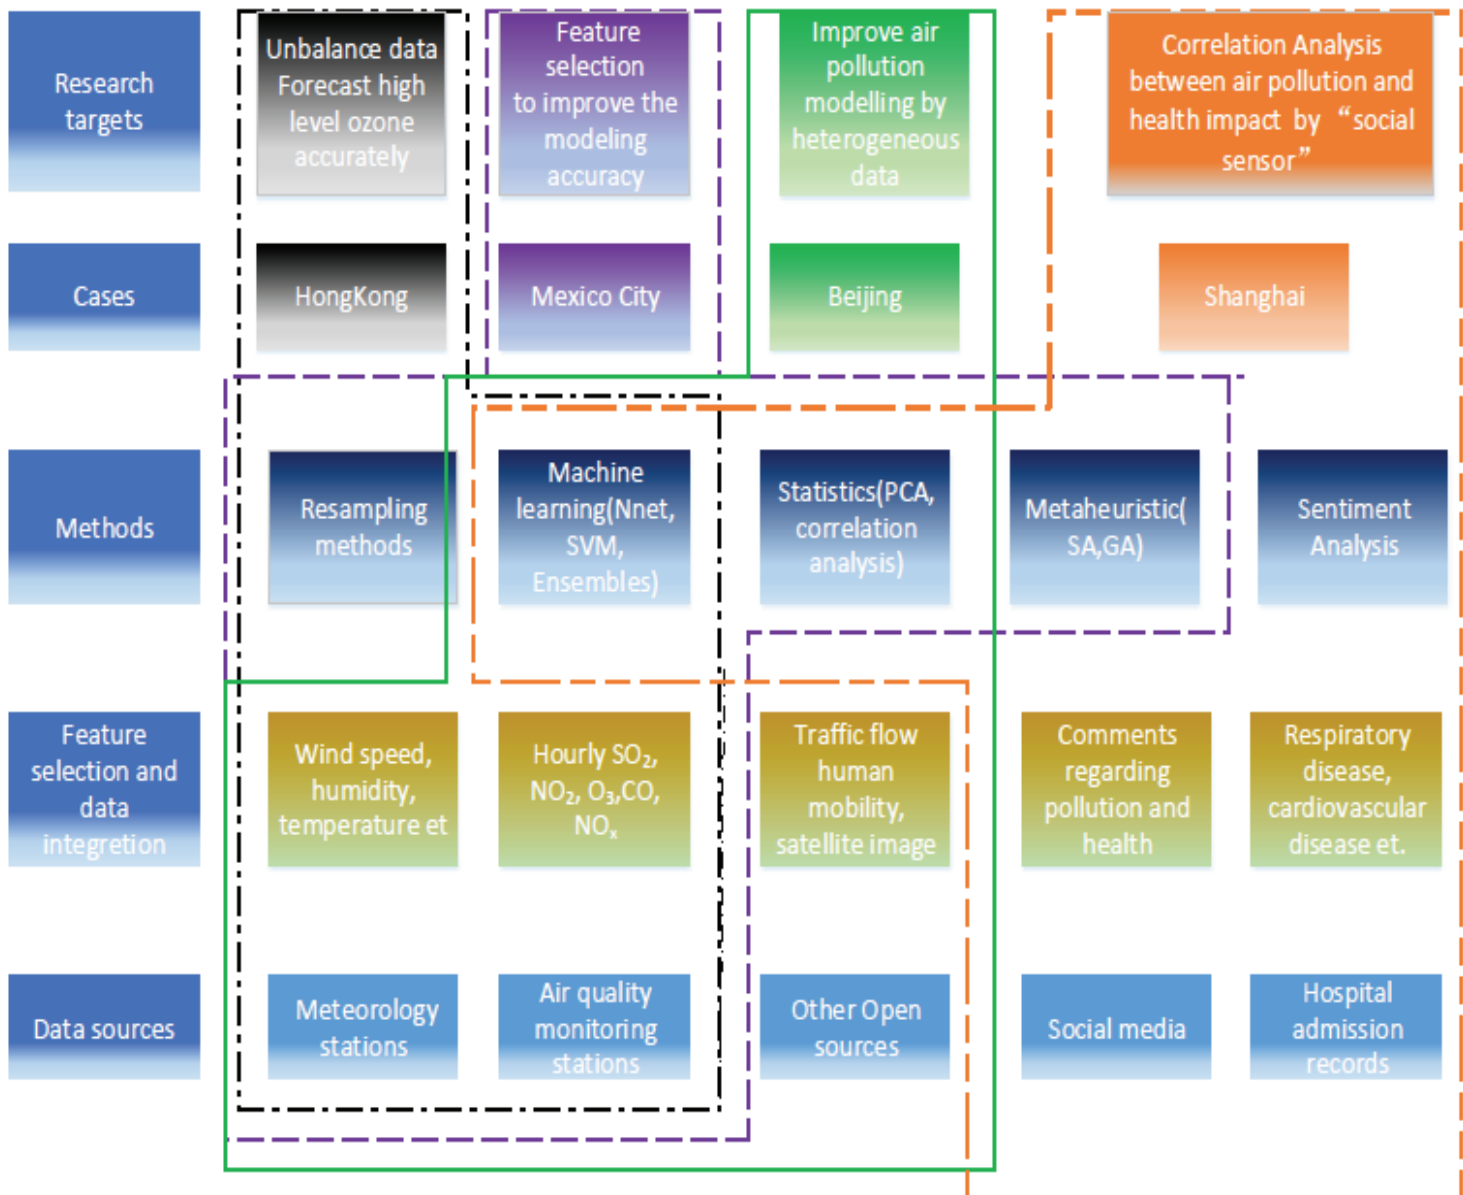 Research
targets
Unbalance data
Forecast high
level ozone
accurately
Feature
selection
to improve the
modeling
accuracy
Improve air
pollution
modelling by
heterogeneous
data
Correlation Analysis
between air pollution and
health impact by “social
sensor”
Cases
HongKong
Mexico City
Beijing
Shanghai
Methods
Resampling
methods
Machine
learning(Nnet,
SVM,
Ensembles)
Statistics(PCA,
correlation
analysis)
Metaheuristic(
SA,GA)
Sentiment
Analysis
Feature
selection and
data
integretion
Wind speed,
humidity,
temperature et
Hourly SO₂,
NO₂, O₃,CO,
NOₓ
Traffic flow
human
mobility,
satellite image
Comments
regarding
pollution and
health
Respiratory
disease,
cardiovascular
disease et.
Data sources
Meteorology
stations
Air quality
monitoring
stations
Other Open
sources
Social media
Hospital
admission
records